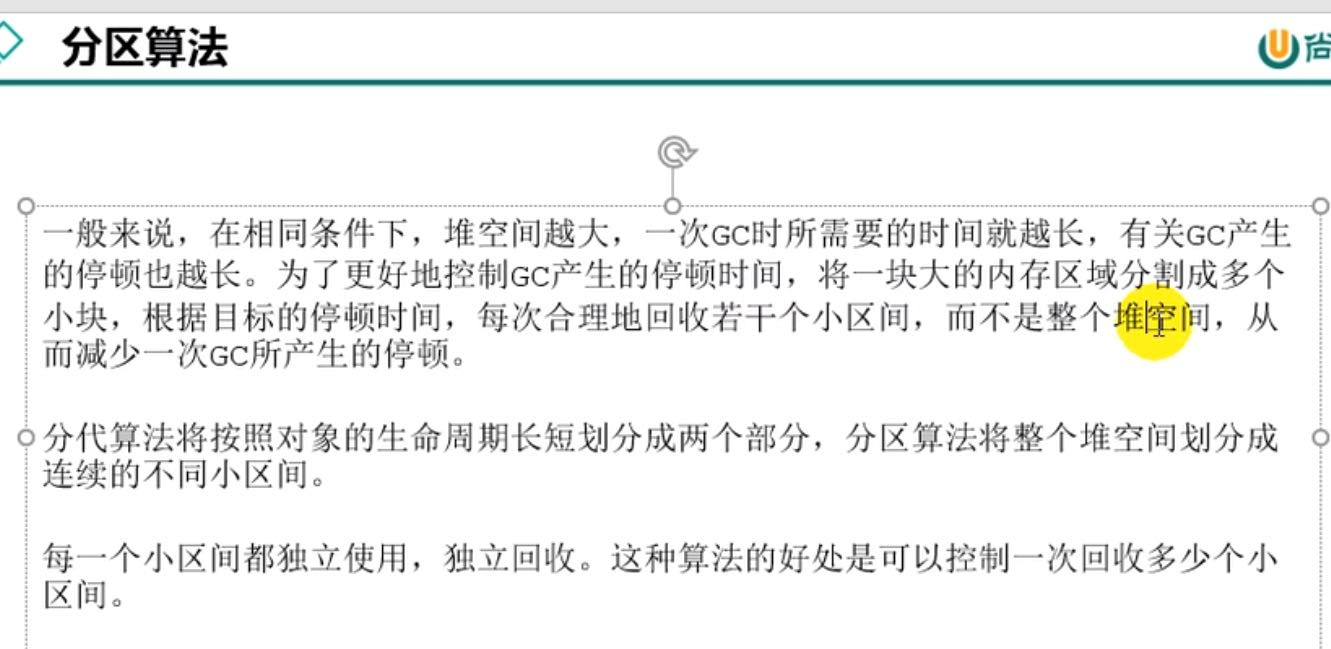 分区算法
尚
一般来说，在相同条件下，堆空间越大，一次GC时所需要的时间就越长，有关GC产生
的停顿也越长。为了更好地控制GC产生的停顿时间，将一块大的内存区域分割成多个
小块，根据目标的停顿时间，每次合理地回收若干个小区间，而不是整个堆空间，从
而减少一次GC所产生的停顿。
分代算法将按照对象的生命周期长短划分成两个部分，分区算法将整个堆空间划分成
连续的不同小区间。
每一个小区间都独立使用，独立回收。这种算法的好处是可以控制一次回收多少个小
区间。